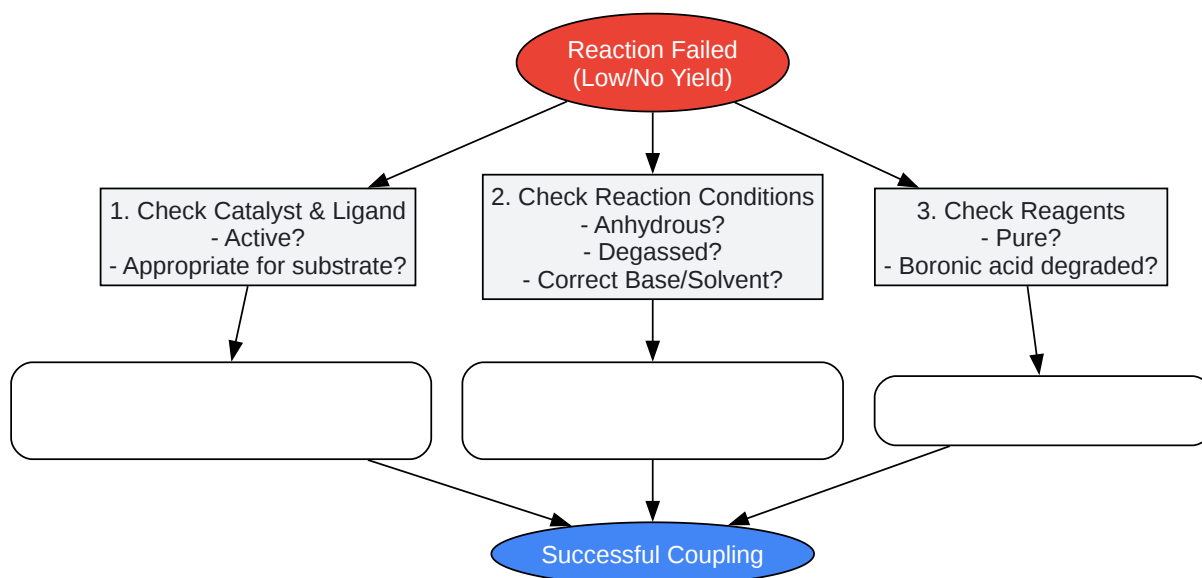 Reaction Failed
(Low/No Yield)
1. Check Catalyst & Ligand
- Active?
- Appropriate for substrate?
2. Check Reaction Conditions
- Anhydrous?
- Degassed?
- Correct Base/Solvent?
3. Check Reagents
- Pure?
- Boronic acid degraded?
Successful Coupling